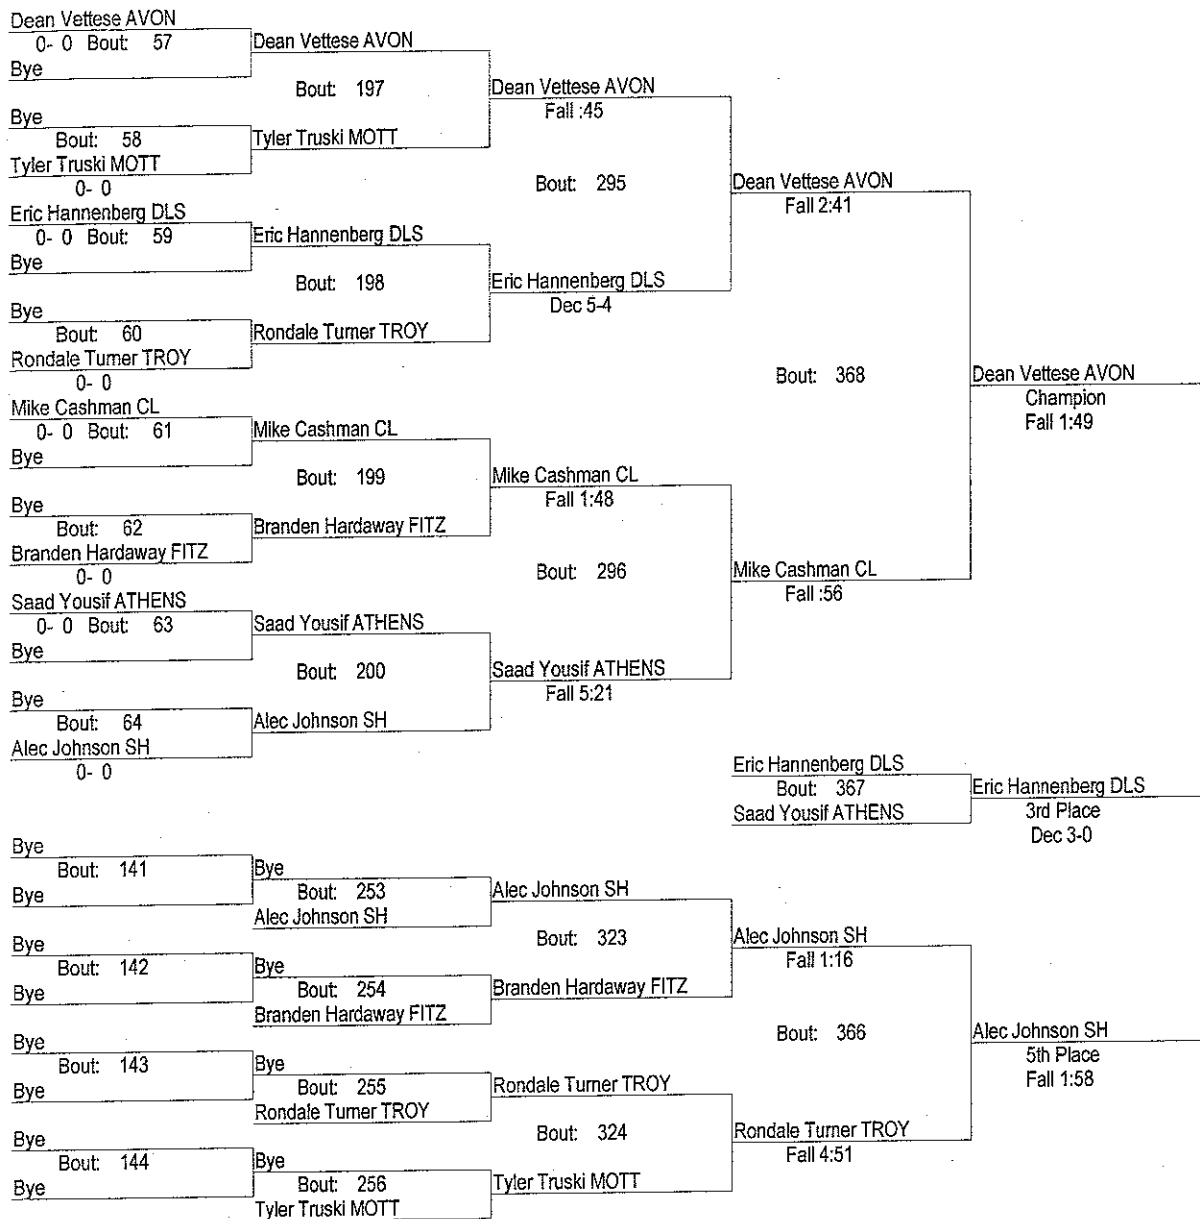 Dean Vettese AVON
0- 0 Bout: 57
Bye
Dean Vettese AVON
Bout: 197
Bye
Bout: 58
Tyler Truski MOTT
0- 0
Tyler Truski MOTT
Dean Vettese AVON
Fall :45
Bout: 295
Eric Hannenberg DLS
0- 0 Bout: 59
Bye
Eric Hannenberg DLS
Bout: 198
Bye
Bout: 60
Rondale Turner TROY
0- 0
Rondale Turner TROY
Eric Hannenberg DLS
Dec 5-4
Dean Vettese AVON
Fall 2:41
Bout: 368
Mike Cashman CL
0- 0 Bout: 61
Bye
Mike Cashman CL
Bout: 199
Bye
Bout: 62
Branden Hardaway FITZ
0- 0
Branden Hardaway FITZ
Mike Cashman CL
Fall 1:48
Bout: 296
Saad Yousif ATHENS
0- 0 Bout: 63
Bye
Saad Yousif ATHENS
Bout: 200
Bye
Bout: 64
Alec Johnson SH
0- 0
Alec Johnson SH
Saad Yousif ATHENS
Fall 5:21
Mike Cashman CL
Fall :56
Dean Vettese AVON
Champion
Fall 1:49
Eric Hannenberg DLS
Bout: 367
Saad Yousif ATHENS
Eric Hannenberg DLS
3rd Place
Dec 3-0
Bye
Bout: 141
Bye
Bye
Bout: 253
Alec Johnson SH
Alec Johnson SH
Bout: 323
Bye
Bout: 142
Bye
Bye
Bout: 254
Branden Hardaway FITZ
Branden Hardaway FITZ
Alec Johnson SH
Fall 1:16
Bout: 366
Bye
Bout: 143
Bye
Bye
Bout: 255
Rondale Turner TROY
Rondale Turner TROY
Bout: 324
Bye
Bout: 144
Bye
Bye
Bout: 256
Tyler Truski MOTT
Tyler Truski MOTT
Rondale Turner TROY
Fall 4:51
Alec Johnson SH
5th Place
Fall 1:58